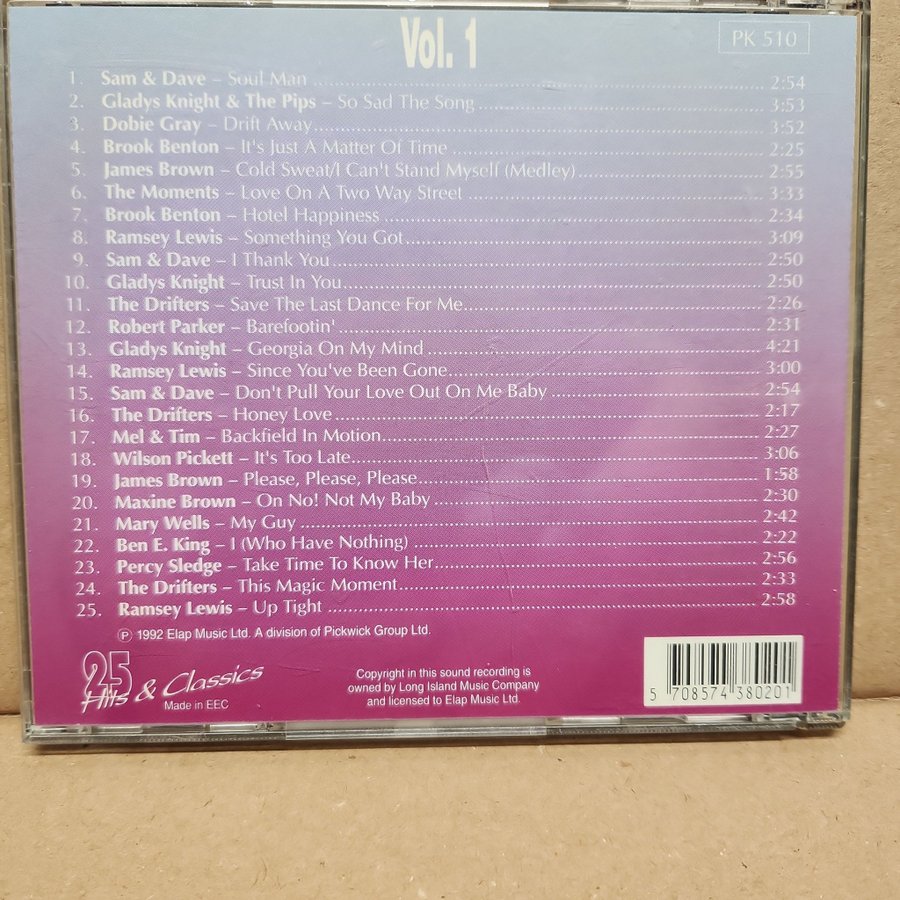 Vol. 1
PK 510
1. Sam & Dave – Soul Man 2:54
2. Gladys Knight & The Pips – So Sad The Song 3:53
3. Dobie Gray – Drift Away 3:52
4. Brook Benton – It's Just A Matter Of Time 2:25
5. James Brown – Cold Sweat/I Can't Stand Myself (Medley) 2:55
6. The Moments – Love On A Two Way Street 3:33
7. Brook Benton – Hotel Happiness 2:34
8. Ramsey Lewis – Something You Got 3:09
9. Sam & Dave – I Thank You 2:50
10. Gladys Knight – Trust In You 2:50
11. The Drifters – Save The Last Dance For Me 2:26
12. Robert Parker – Barefootin' 2:31
13. Gladys Knight – Georgia On My Mind 4:21
14. Ramsey Lewis – Since You've Been Gone 3:00
15. Sam & Dave – Don't Pull Your Love Out On Me Baby 2:54
16. The Drifters – Honey Love 2:17
17. Mel & Tim – Backfield In Motion 2:27
18. Wilson Pickett – It's Too Late 3:06
19. James Brown – Please, Please, Please 1:58
20. Maxine Brown – On No! Not My Baby 2:30
21. Mary Wells – My Guy 2:42
22. Ben E. King – I (Who Have Nothing) 2:22
23. Percy Sledge – Take Time To Know Her 2:56
24. The Drifters – This Magic Moment 2:33
25. Ramsey Lewis – Up Tight 2:58
Ⓟ 1992 Elap Music Ltd. A division of Pickwick Group Ltd.
25
Hits & Classics
Made in EEC
Copyright in this sound recording is
owned by Long Island Music Company
and licensed to Elap Music Ltd.
5 708574 380201